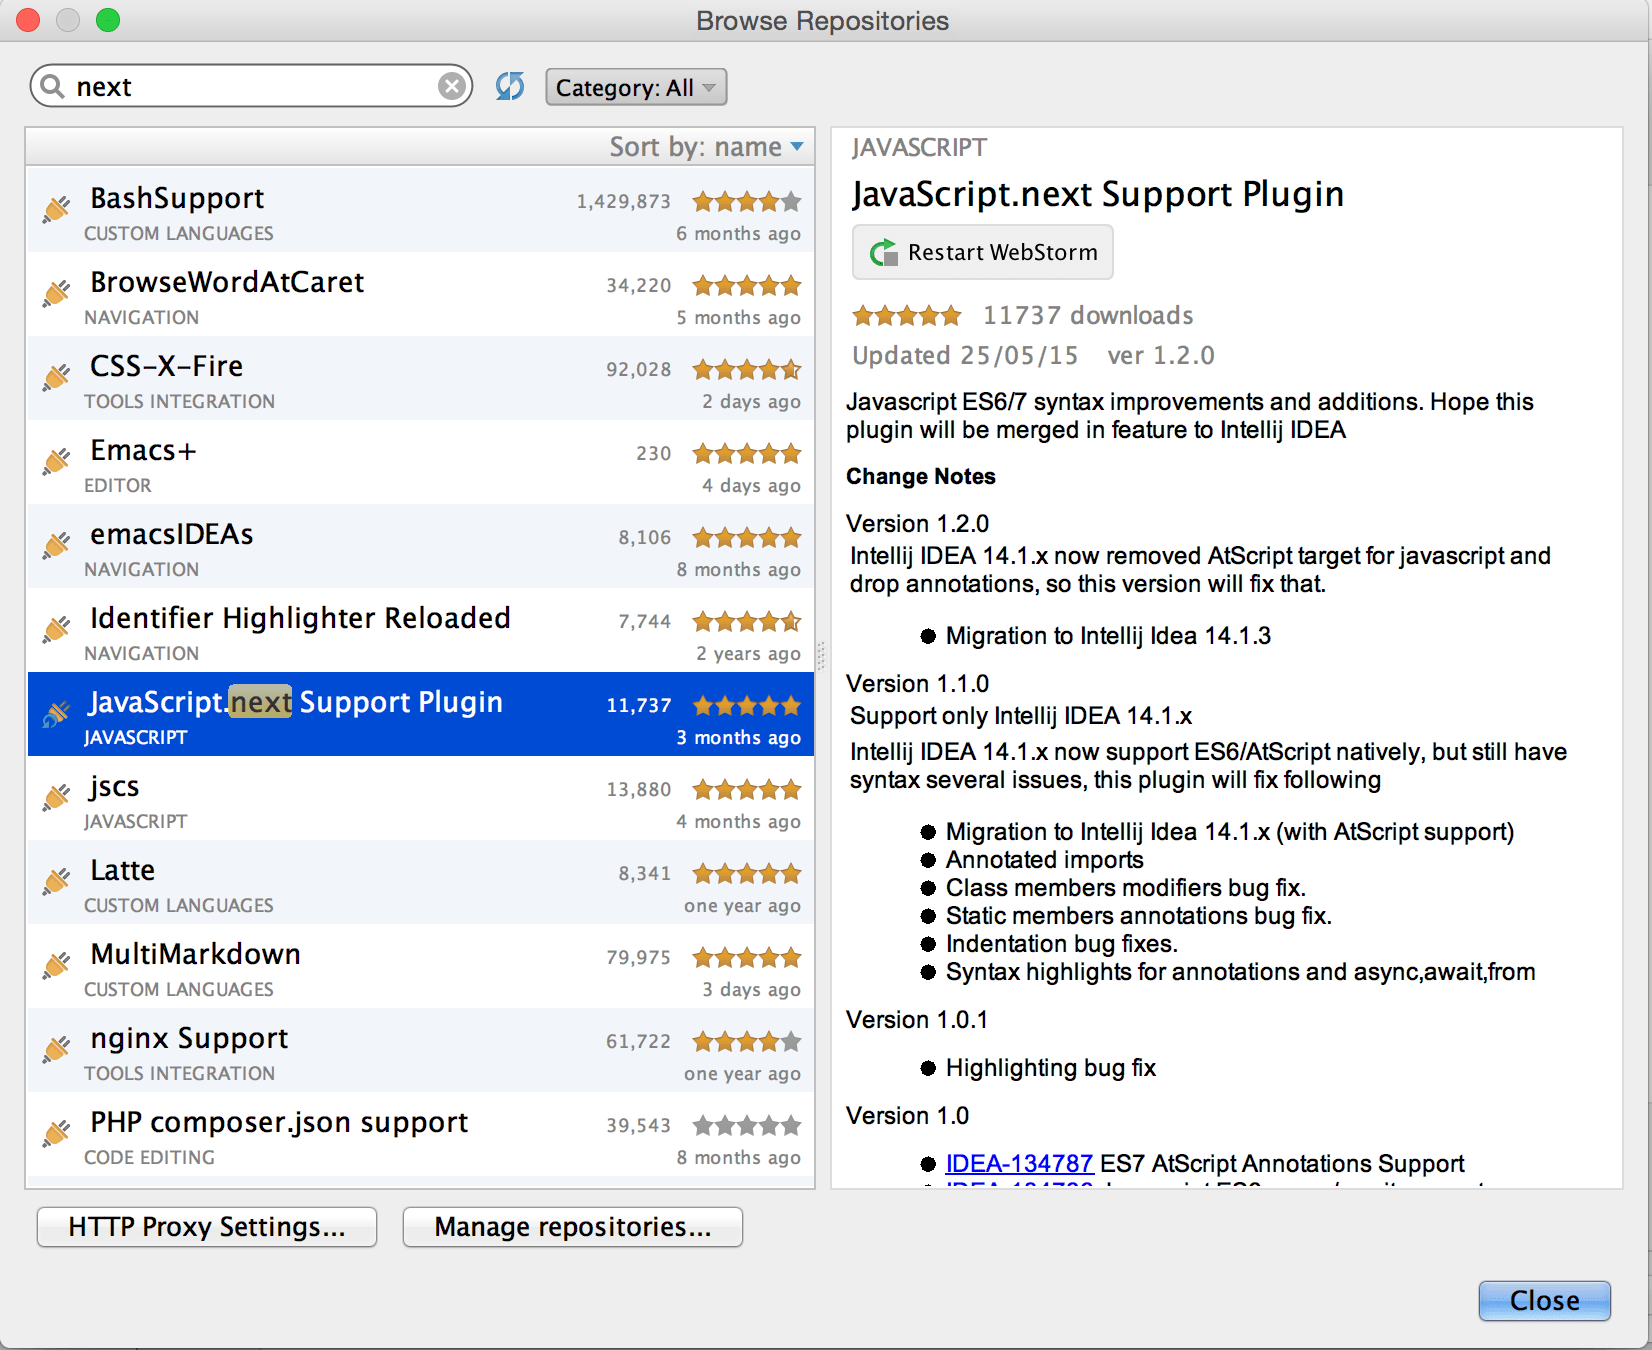 Browse Repositories
next
Category: All
Sort by: name
BashSupport 1,429,873
CUSTOM LANGUAGES 6 months ago
BrowseWordAtCaret 34,220
NAVIGATION 5 months ago
CSS-X-Fire 92,028
TOOLS INTEGRATION 2 days ago
Emacs+ 230
EDITOR 4 days ago
emacsIDEAs 8,106
NAVIGATION 8 months ago
Identifier Highlighter Reloaded 7,744
NAVIGATION 2 years ago
JavaScript.next Support Plugin 11,737
JAVASCRIPT 3 months ago
jscs 13,880
JAVASCRIPT 4 months ago
Latte 8,341
CUSTOM LANGUAGES one year ago
MultiMarkdown 79,975
CUSTOM LANGUAGES 3 days ago
nginx Support 61,722
TOOLS INTEGRATION one year ago
PHP composer.json support 39,543
CODE EDITING 8 months ago
JAVASCRIPT
JavaScript.next Support Plugin
Restart WebStorm
11737 downloads
Updated 25/05/15 ver 1.2.0
Javascript ES6/7 syntax improvements and additions. Hope this
plugin will be merged in feature to Intellij IDEA
Change Notes
Version 1.2.0
Intellij IDEA 14.1.x now removed AtScript target for javascript and
drop annotations, so this version will fix that.
● Migration to Intellij Idea 14.1.3
Version 1.1.0
Support only Intellij IDEA 14.1.x
Intellij IDEA 14.1.x now support ES6/AtScript natively, but still have
syntax several issues, this plugin will fix following
● Migration to Intellij Idea 14.1.x (with AtScript support)
● Annotated imports
● Class members modifiers bug fix.
● Static members annotations bug fix.
● Indentation bug fixes.
● Syntax highlights for annotations and async,await,from
Version 1.0.1
● Highlighting bug fix
Version 1.0
● IDEA-134787 ES7 AtScript Annotations Support
HTTP Proxy Settings...
Manage repositories...
Close